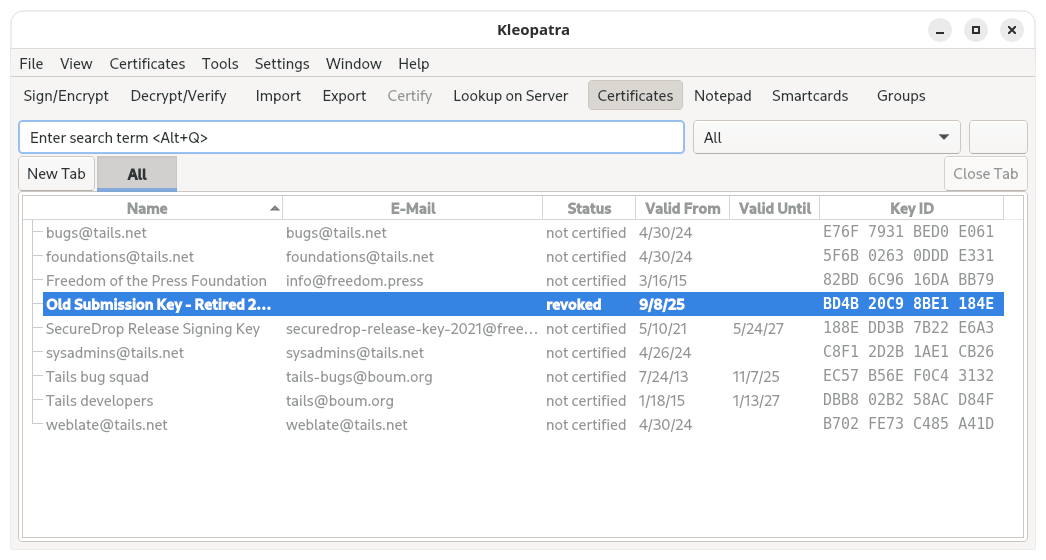 Kleopatra
File View Certificates Tools Settings Window Help
Sign/Encrypt Decrypt/Verify Import Export Certify Lookup on Server Certificates Notepad Smartcards Groups
Enter search term <Alt+Q> All
New Tab All Close Tab
Name E-Mail Status Valid From Valid Until Key ID
bugs@tails.net bugs@tails.net not certified 4/30/24 E76F 7931 BED0 E061
foundations@tails.net foundations@tails.net not certified 4/30/24 5F6B 0263 0DDD E331
Freedom of the Press Foundation info@freedom.press not certified 3/16/15 82BD 6C96 16DA BB79
Old Submission Key - Retired 2... revoked 9/8/25 BD4B 20C9 8BE1 184E
SecureDrop Release Signing Key securedrop-release-key-2021@free... not certified 5/10/21 5/24/27 188E DD3B 7B22 E6A3
sysadmins@tails.net sysadmins@tails.net not certified 4/26/24 C8F1 2D2B 1AE1 CB26
Tails bug squad tails-bugs@boum.org not certified 7/24/13 11/7/25 EC57 B56E F0C4 3132
Tails developers tails@boum.org not certified 1/18/15 1/13/27 DBB8 02B2 58AC D84F
weblate@tails.net weblate@tails.net not certified 4/30/24 B702 FE73 C485 A41D